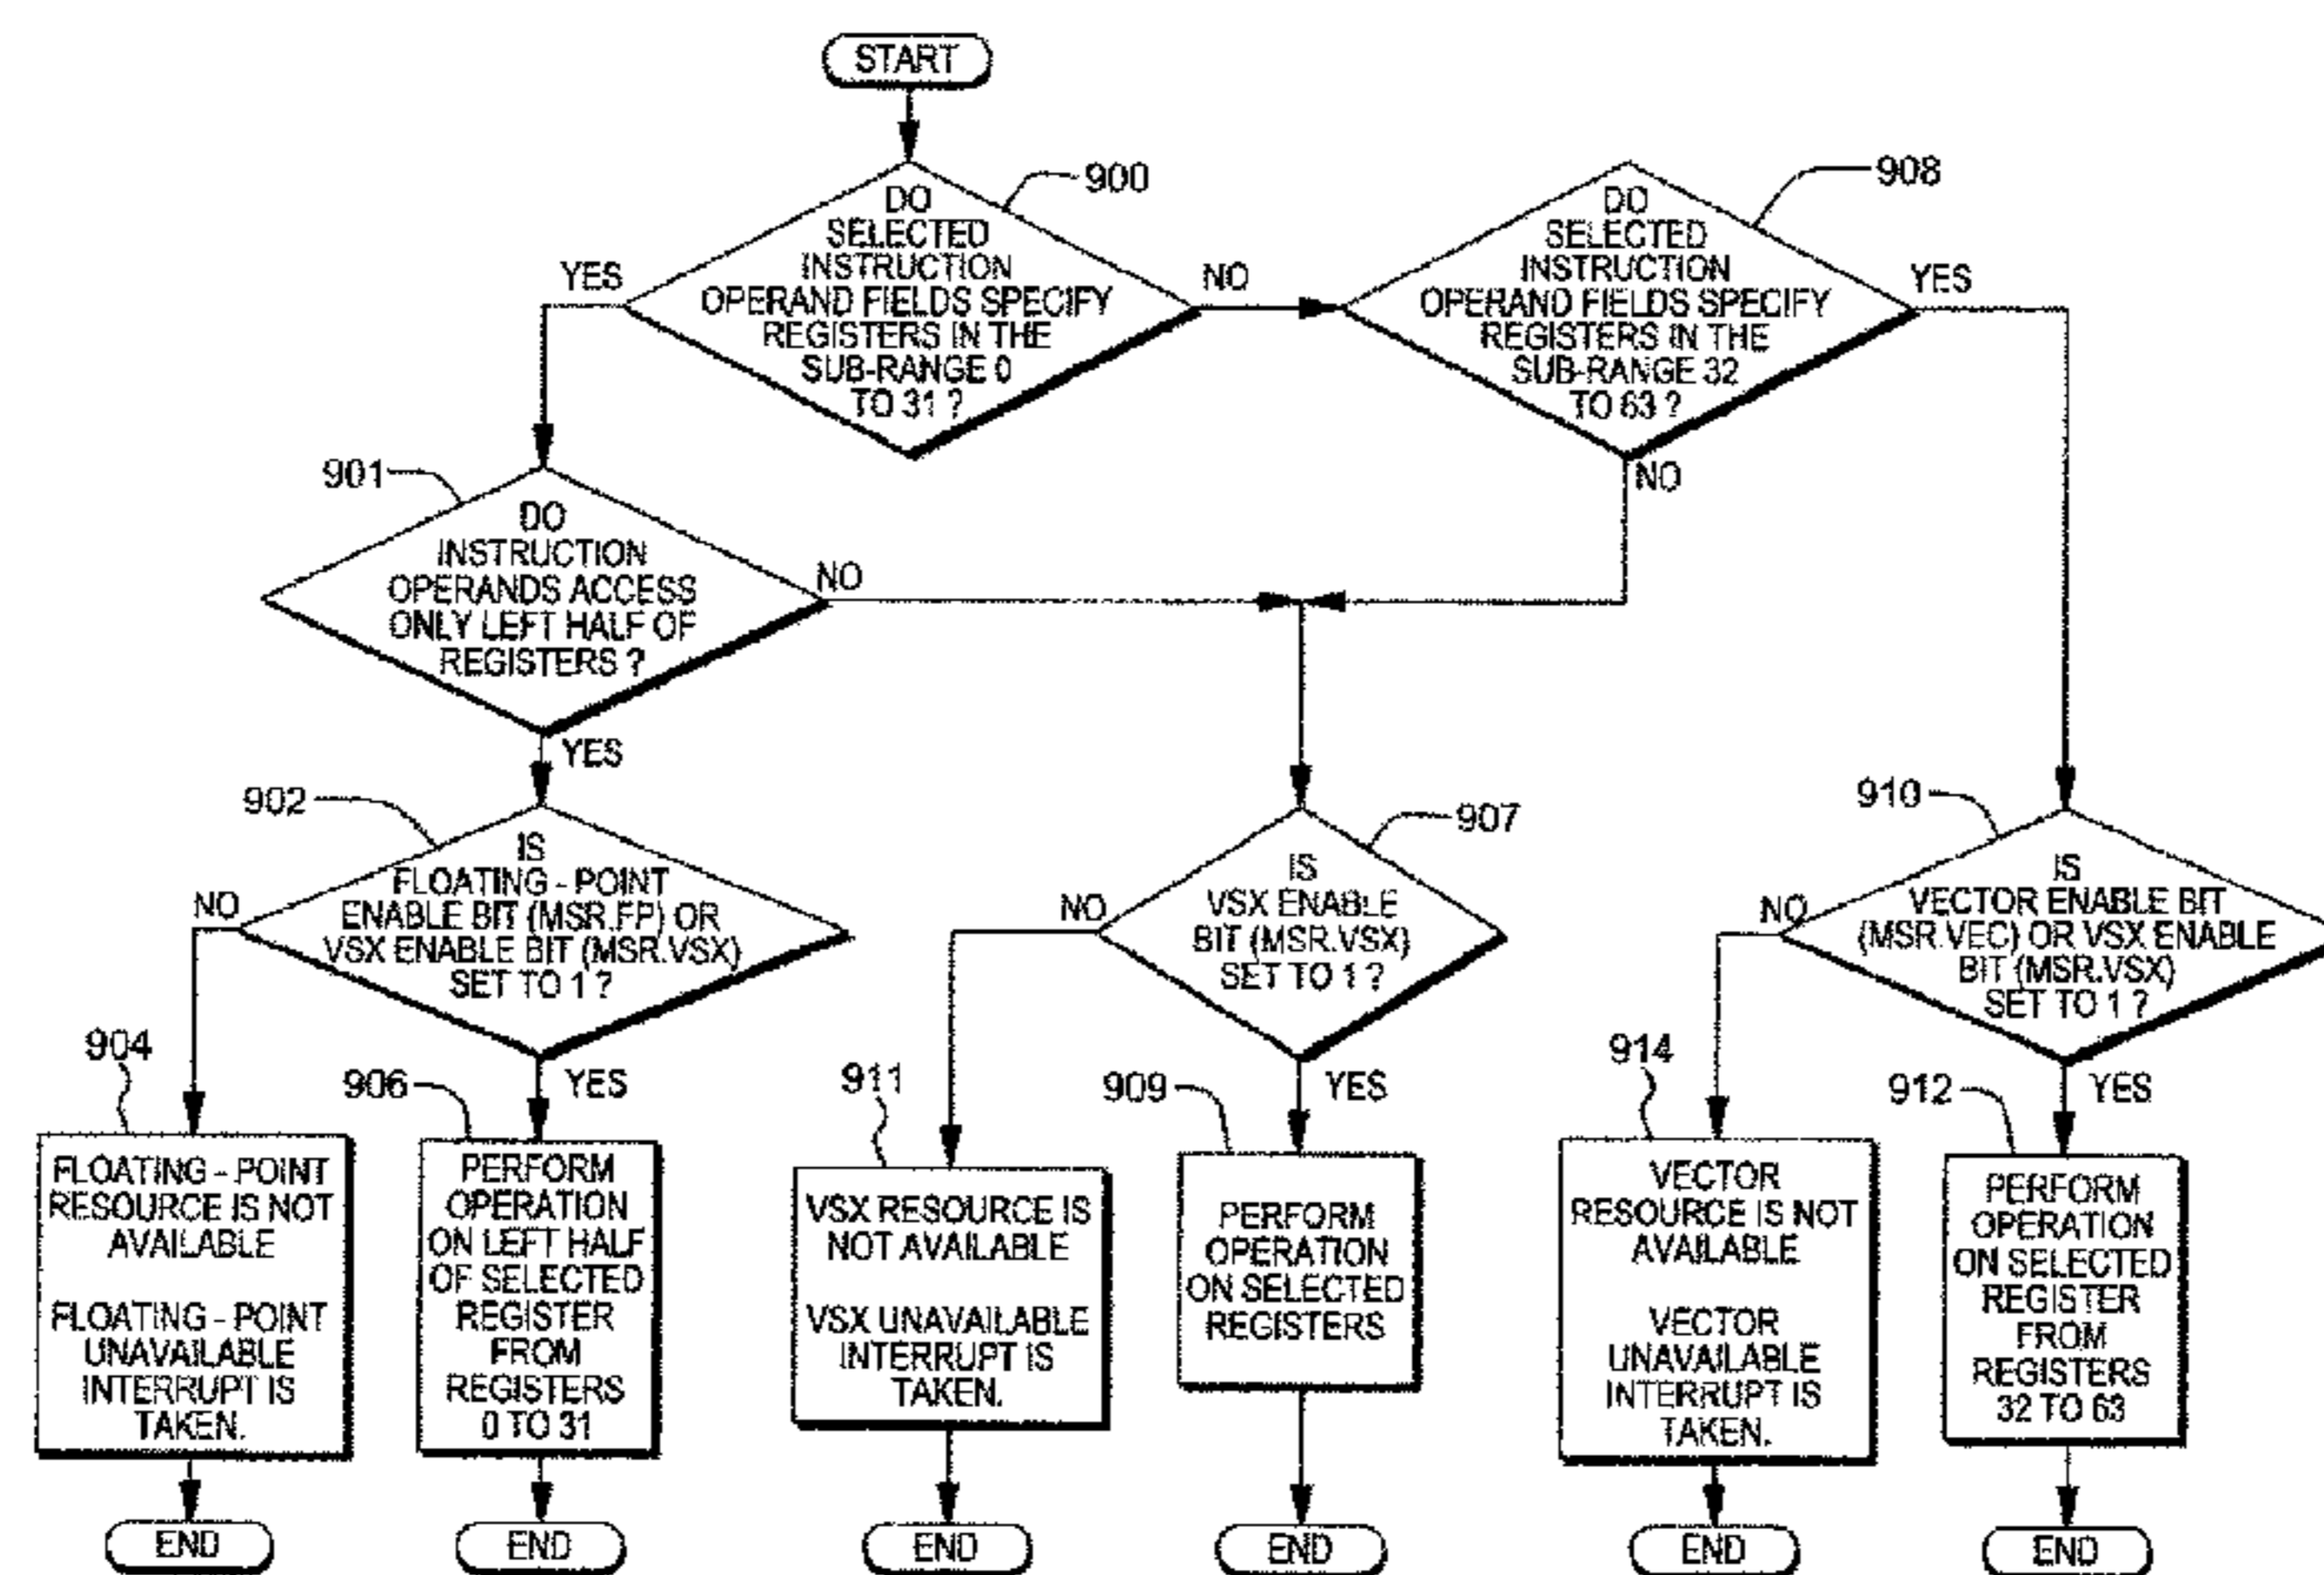 START
900
DO
SELECTED
INSTRUCTION
OPERAND FIELDS SPECIFY
REGISTERS IN THE
SUB-RANGE 0
TO 31 ?
YES
NO
908
DO
SELECTED
INSTRUCTION
OPERAND FIELDS SPECIFY
REGISTERS IN THE
SUB-RANGE 32
TO 63 ?
YES
NO
901
DO
INSTRUCTION
OPERANDS ACCESS
ONLY LEFT HALF OF
REGISTERS ?
NO
YES
902
IS
FLOATING - POINT
ENABLE BIT (MSR.FP) OR
VSX ENABLE BIT (MSR.VSX)
SET TO 1 ?
NO
YES
907
IS
VSX ENABLE
BIT (MSR.VSX)
SET TO 1 ?
NO
YES
910
IS
VECTOR ENABLE BIT
(MSR.VEC) OR VSX ENABLE
BIT (MSR.VSX)
SET TO 1 ?
NO
YES
904
FLOATING - POINT
RESOURCE IS NOT
AVAILABLE
FLOATING - POINT
UNAVAILABLE
INTERRUPT IS
TAKEN.
906
PERFORM
OPERATION
ON LEFT HALF
OF SELECTED
REGISTER
FROM
REGISTERS
0 TO 31
911
VSX RESOURCE IS
NOT AVAILABLE
VSX UNAVAILABLE
INTERRUPT IS
TAKEN.
909
PERFORM
OPERATION
ON SELECTED
REGISTERS
914
VECTOR
RESOURCE IS NOT
AVAILABLE
VECTOR
UNAVAILABLE
INTERRUPT IS
TAKEN.
912
PERFORM
OPERATION
ON SELECTED
REGISTER
FROM
REGISTERS
32 TO 63
END
END
END
END
END
END